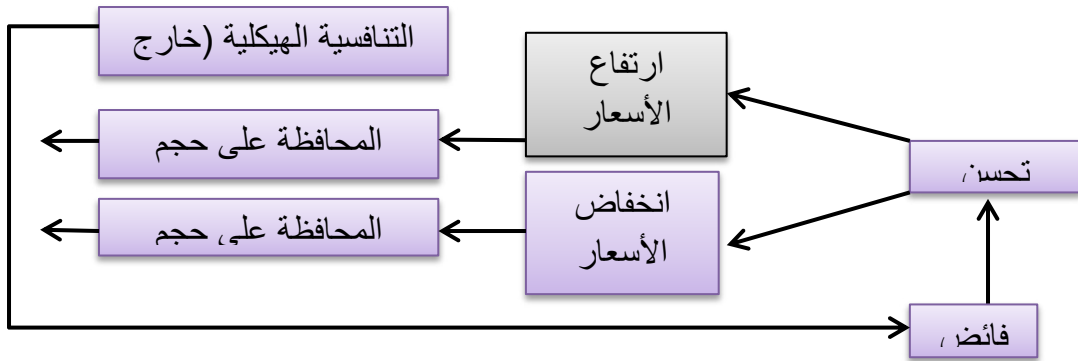 التنافسية الهيكلية (خارج
ارتفاع
الأسعار
المحافظة على حجم
تحسن
انخفاض
الأسعار
المحافظة على حجم
فائض